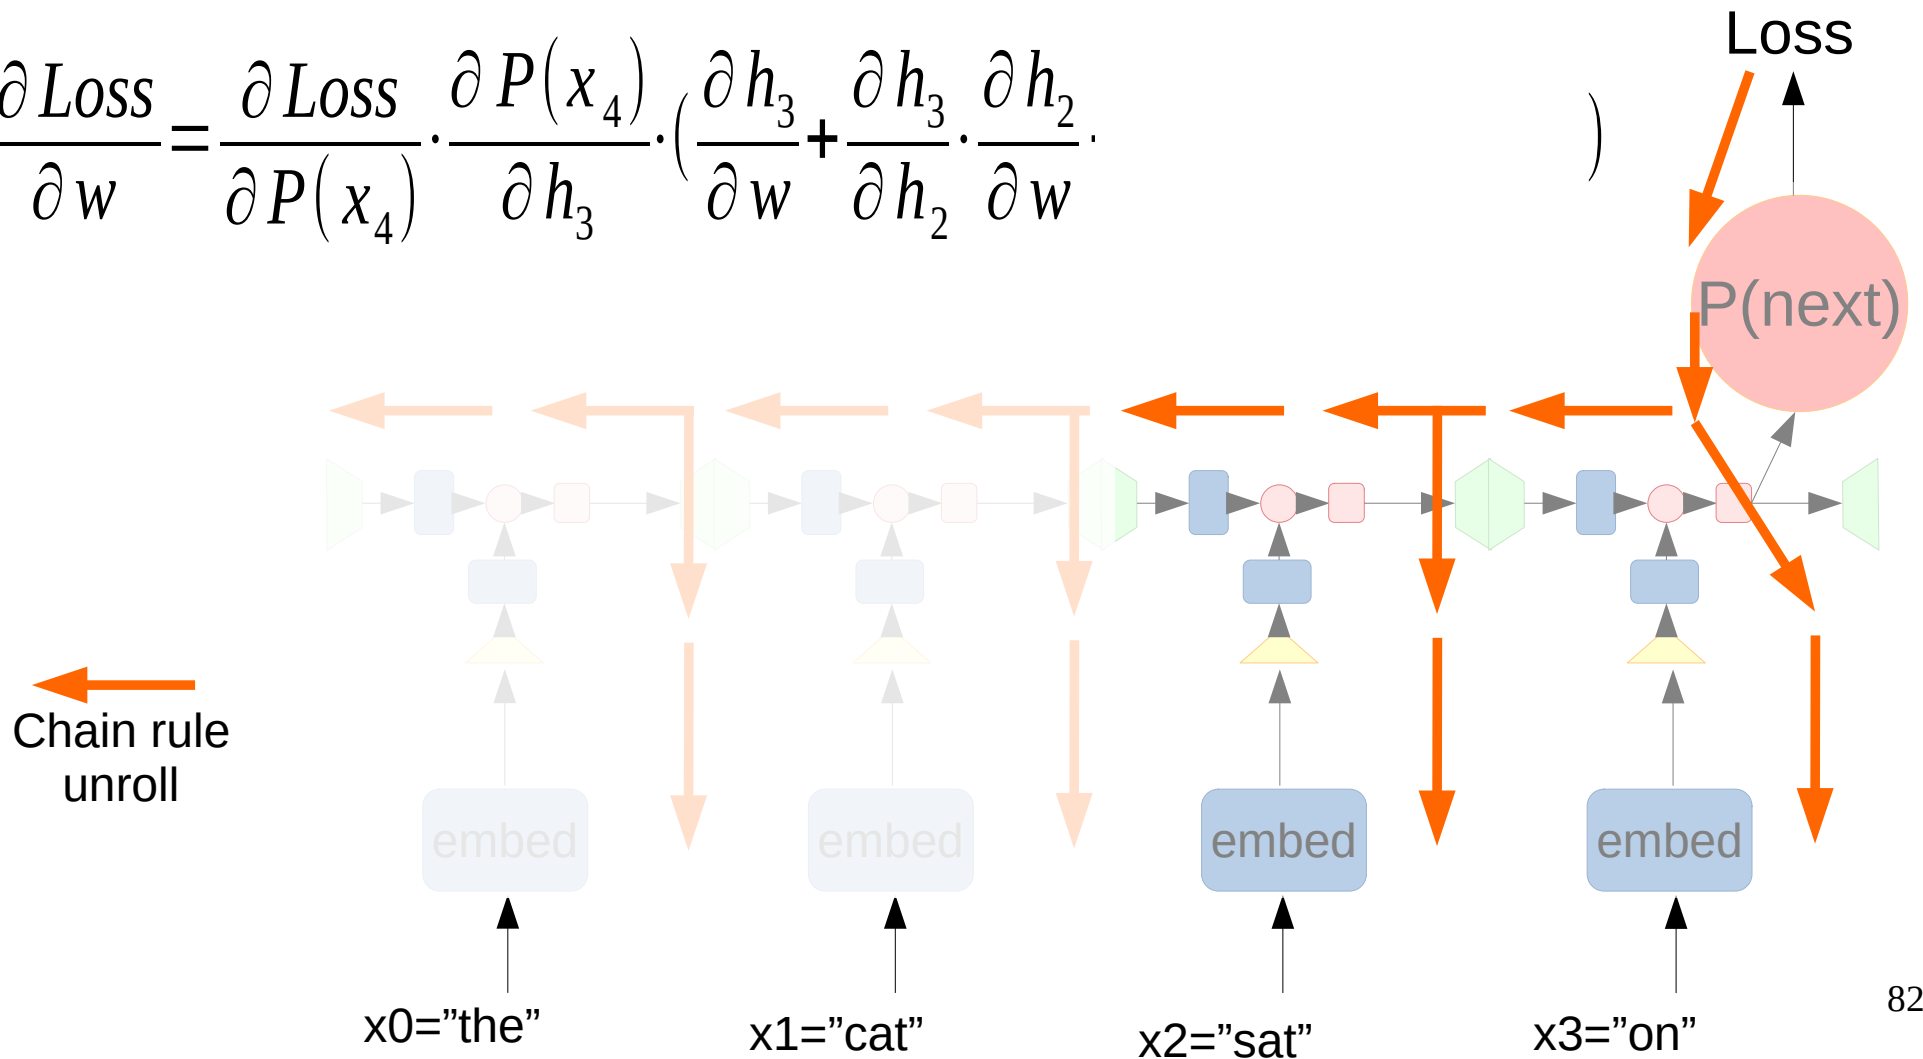 Loss
∂Loss/∂w = ∂Loss/∂P(x₄) · ∂P(x₄)/∂h₃ · (∂h₃/∂w + ∂h₃/∂h₂ · ∂h₂/∂w · )
P(next)
Chain rule
unroll
embed embed embed embed
x0=”the” x1=”cat” x2=”sat” x3=”on”
82